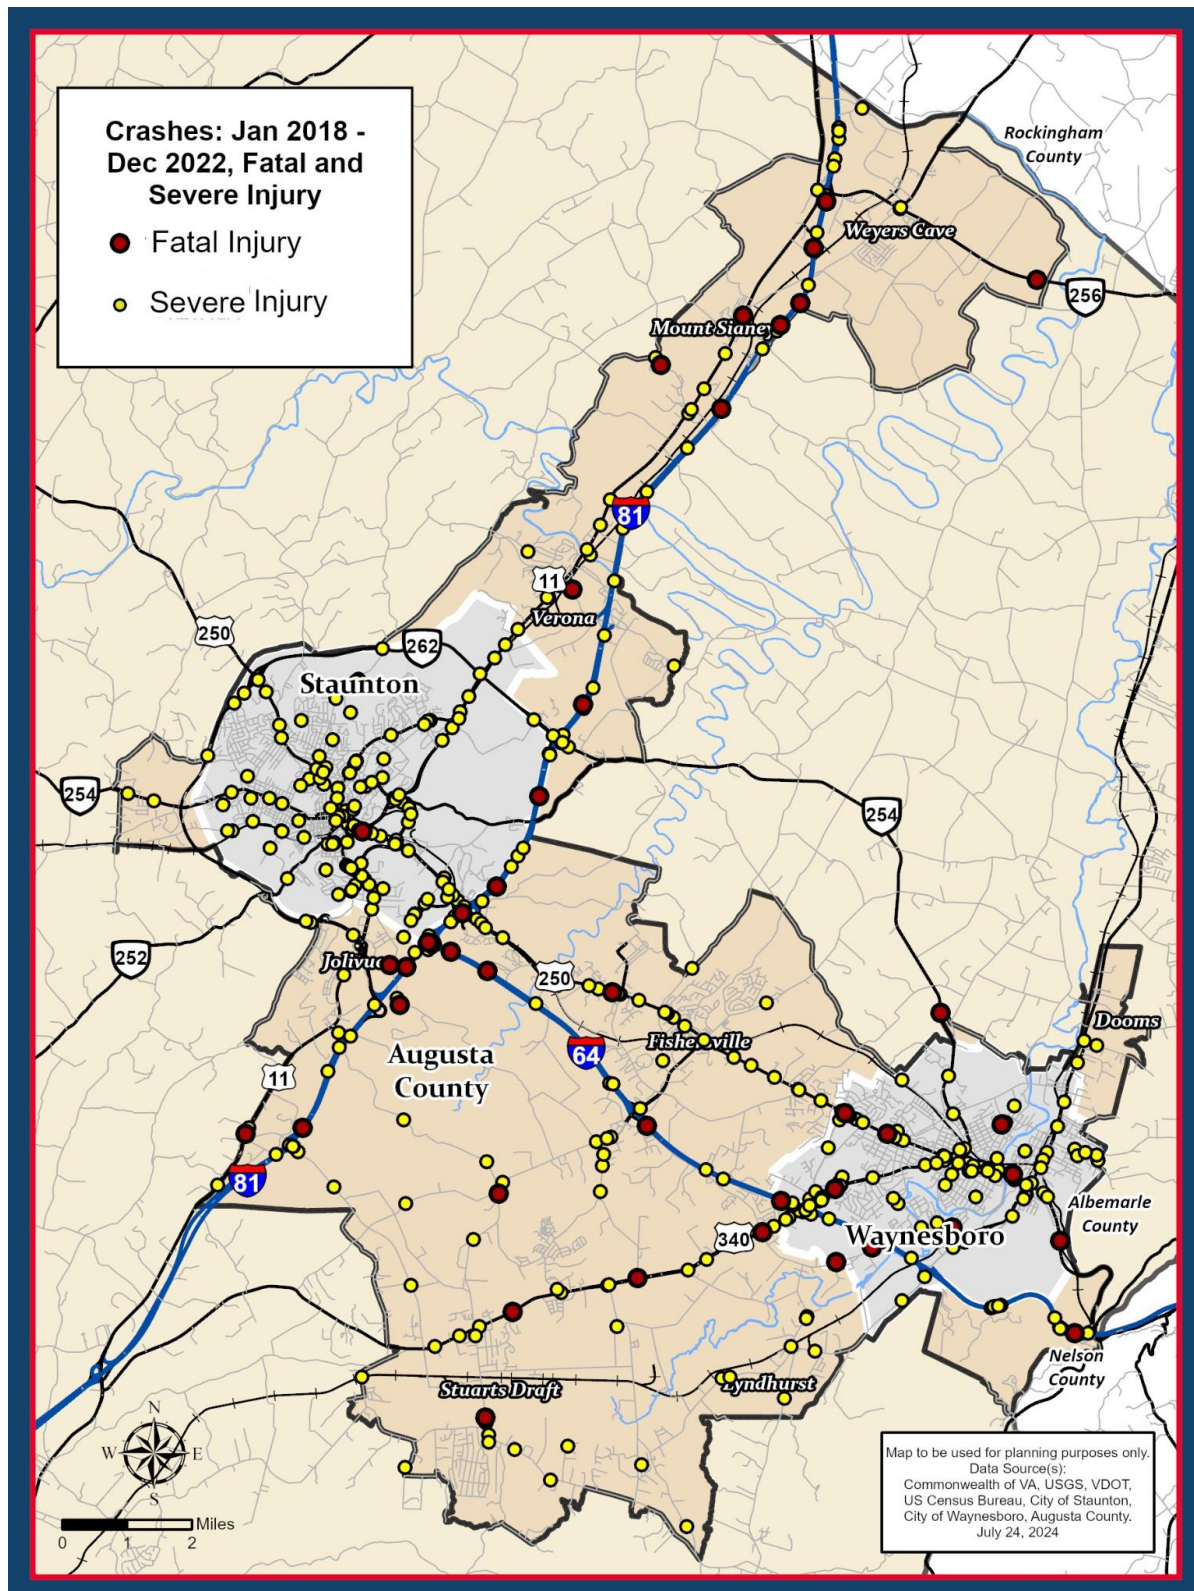 Crashes: Jan 2018 -
Dec 2022, Fatal and
Severe Injury
Fatal Injury
Severe Injury
Rockingham
County
Weyers Cave
256
Mount Sidney
81
11
Verona
250
262
Staunton
254
254
252
Jolivue
250
Dooms
Fishersville
64
Augusta
County
11
81
Albemarle
County
340
Waynesboro
Nelson
County
Stuarts Draft
Lyndhurst
N
W
E
S
Miles
0
1
2
Map to be used for planning purposes only.
Data Source(s):
Commonwealth of VA, USGS, VDOT,
US Census Bureau, City of Staunton,
City of Waynesboro, Augusta County.
July 24, 2024